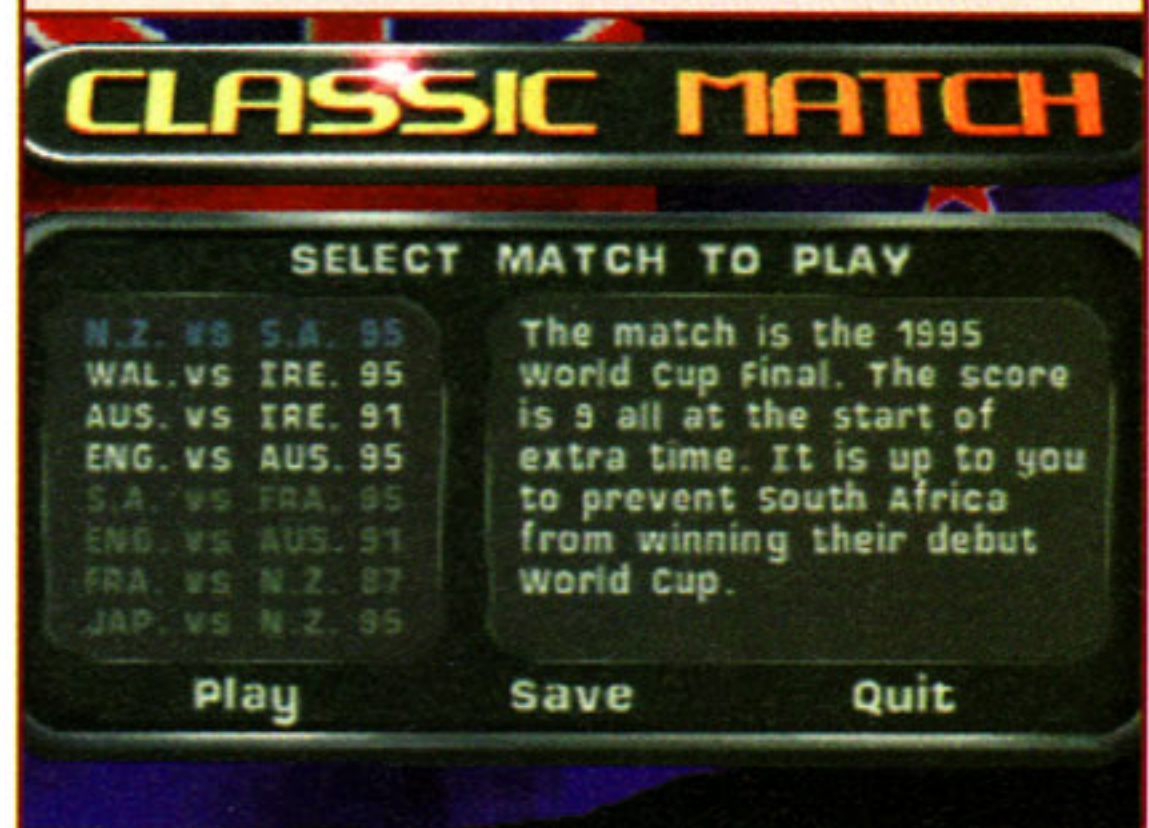 CLASSIC MATCH
SELECT MATCH TO PLAY
N.Z. vs S.A. 95
WAL. vs IRE. 95
AUS. vs IRE. 91
ENG. vs AUS. 95
S.A. vs FRA. 95
ENG. vs AUS. 91
FRA. vs N.Z. 87
JAP. vs N.Z. 95
The match is the 1995
World Cup Final. The score
is 9 all at the start of
extra time. It is up to you
to prevent South Africa
from winning their debut
World Cup.
Play Save Quit